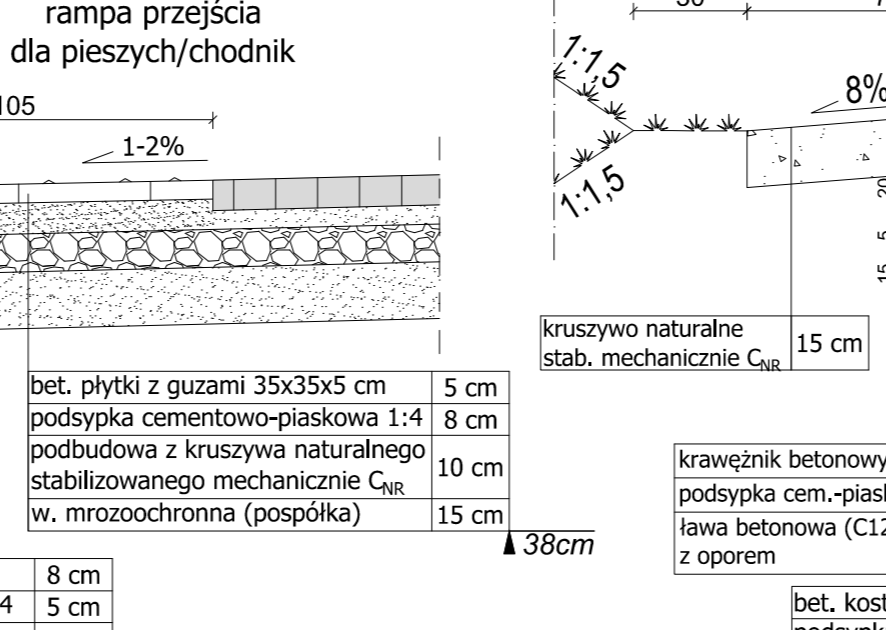 rampa przejścia
dla pieszych/chodnik
105
1-2%
1:1,5
1:1,5
8%
20
5
15
kruszywo naturalne
stab. mechanicznie CNR
15 cm
bet. płytki z guzami 35x35x5 cm 5 cm
podsypka cementowo-piaskowa 1:4 8 cm
podbudowa z kruszywa naturalnego
stabilizowanego mechanicznie CNR
10 cm
w. mrozoochronna (pospółka) 15 cm
38cm
krawężnik betonowy
podsypka cem.-piask
ława betonowa (C12
z oporem
8 cm
4 5 cm
bet. kost